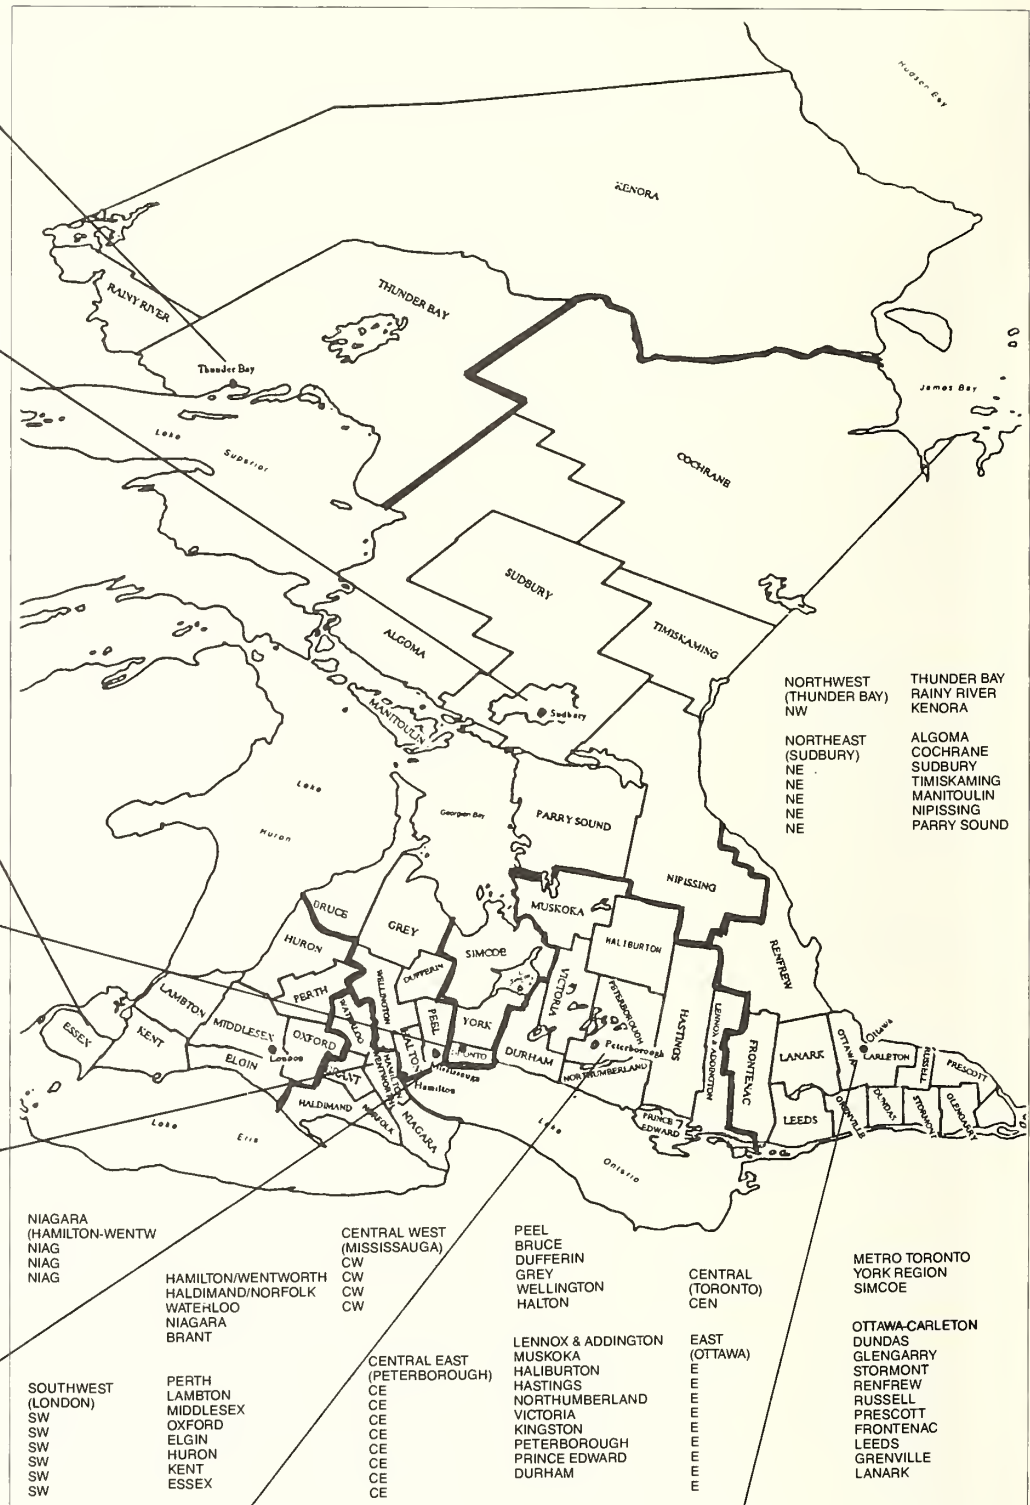 Hudson Bay
KENORA
RAINY RIVER
THUNDER BAY
Thunder Bay
James Bay
Lake Superior
COCHRANE
SUDBURY
TIMISKAMING
ALGOMA
Sudbury
MANITOULIN
NORTHWEST THUNDER BAY
(THUNDER BAY) RAINY RIVER
NW KENORA
NORTHEAST ALGOMA
(SUDBURY) COCHRANE
NE SUDBURY
NE TIMISKAMING
NE MANITOULIN
NE NIPISSING
NE PARRY SOUND
Lake Huron
Georgian Bay
PARRY SOUND
NIPISSING
MUSKOKA
BRUCE
GREY
HURON
SIMCOE
HALIBURTON
RENFREW
DUFFERIN
WELLINGTON
PERTH
LAMBTON
MIDDLESEX
WATERLOO
OXFORD
PEEL
HALTON
YORK
VICTORIA
PETERBOROUGH
Peterborough
HASTINGS
LENNOX & ADDINGTON
FRONTENAC
LANARK
OTTAWA
Ottawa
CARLETON
RUSSELL
PRESCOTT
ESSEX
KENT
ELGIN
London
BRANT
HAMILTON
WENTWORTH
TORONTO
Mississauga
Hamilton
DURHAM
NORTHUMBERLAND
LEEDS
GRENVILLE
DUNDAS
STORMONT
GLENGARRY
HALDIMAND
NORFOLK
NIAGARA
PRINCE EDWARD
Lake Erie
Lake Ontario
NIAGARA
(HAMILTON-WENTW
NIAG
NIAG
NIAG
HAMILTON/WENTWORTH
HALDIMAND/NORFOLK
WATERLOO
NIAGARA
BRANT
CENTRAL WEST
(MISSISSAUGA)
CW
CW
CW
CW
PEEL
BRUCE
DUFFERIN
GREY
WELLINGTON
HALTON
CENTRAL
(TORONTO)
CEN
METRO TORONTO
YORK REGION
SIMCOE
SOUTHWEST
(LONDON)
SW
SW
SW
SW
SW
SW
PERTH
LAMBTON
MIDDLESEX
OXFORD
ELGIN
HURON
KENT
ESSEX
CENTRAL EAST
(PETERBOROUGH)
CE
CE
CE
CE
CE
CE
CE
CE
LENNOX & ADDINGTON
MUSKOKA
HALIBURTON
HASTINGS
NORTHUMBERLAND
VICTORIA
KINGSTON
PETERBOROUGH
PRINCE EDWARD
DURHAM
EAST
(OTTAWA)
E
E
E
E
E
E
E
E
E
OTTAWA-CARLETON
DUNDAS
GLENGARRY
STORMONT
RENFREW
RUSSELL
PRESCOTT
FRONTENAC
LEEDS
GRENVILLE
LANARK